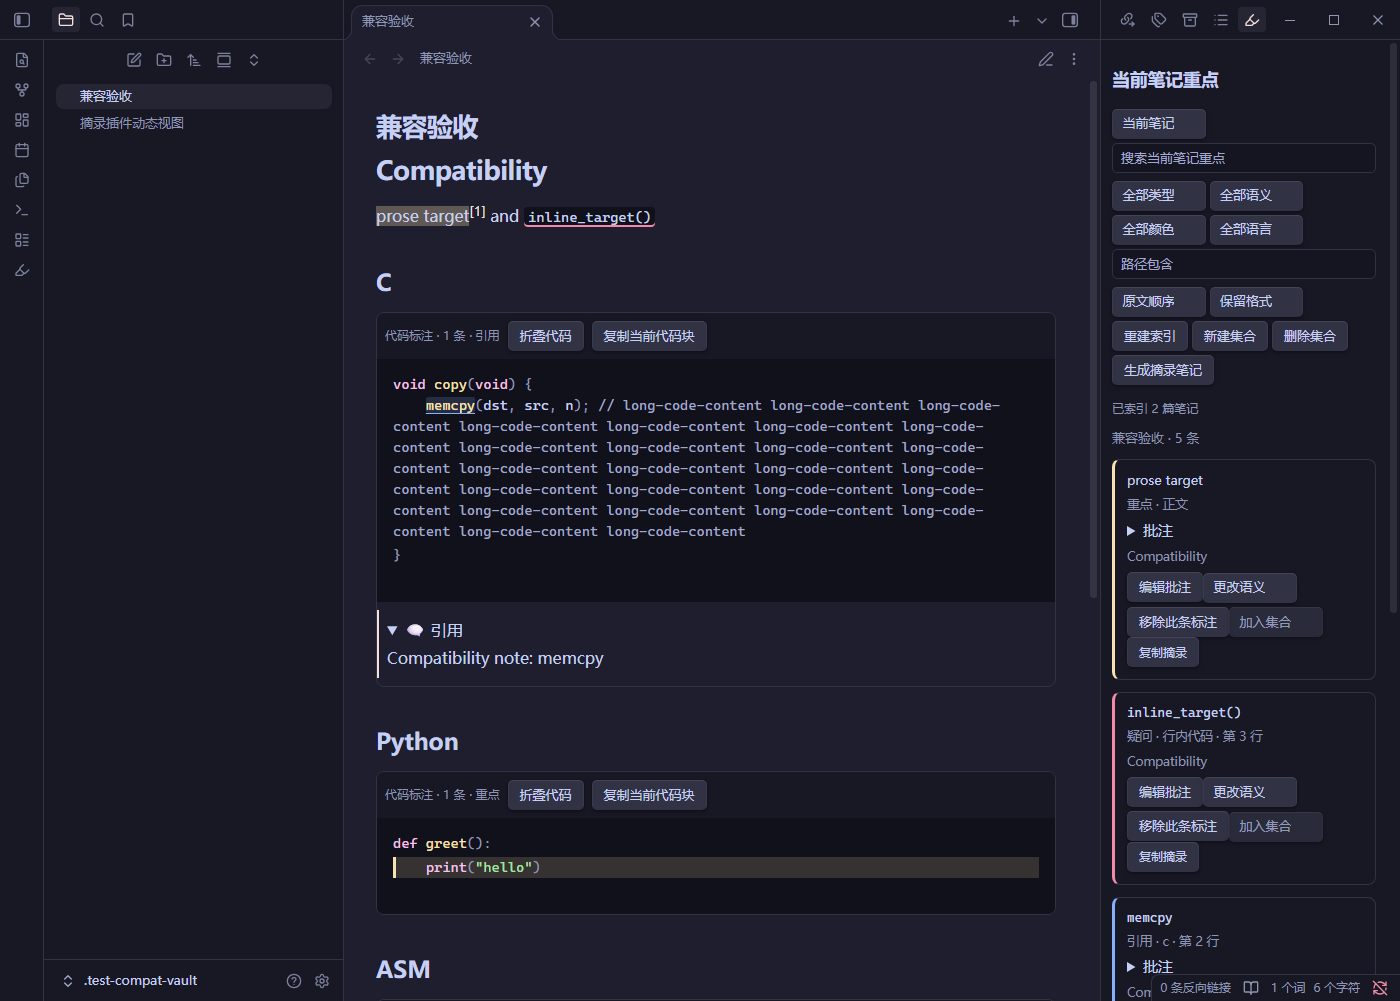 兼容验收
兼容验收
兼容验收
摘录插件动态视图
.test-compat-vault
兼容验收
Compatibility
prose target[1] and inline_target()
C
代码标注 · 1 条 · 引用
折叠代码
复制当前代码块
void copy(void) {
    memcpy(dst, src, n); // long-code-content long-code-content long-code-
content long-code-content long-code-content long-code-content long-code-
content long-code-content long-code-content long-code-content long-code-
content long-code-content long-code-content long-code-content long-code-
content long-code-content long-code-content long-code-content long-code-
content long-code-content long-code-content long-code-content long-code-
content long-code-content long-code-content
}
引用
Compatibility note: memcpy
Python
代码标注 · 1 条 · 重点
折叠代码
复制当前代码块
def greet():
    print("hello")
ASM
当前笔记重点
当前笔记
搜索当前笔记重点
全部类型
全部语义
全部颜色
全部语言
路径包含
原文顺序
保留格式
重建索引
新建集合
删除集合
生成摘录笔记
已索引 2 篇笔记
兼容验收 · 5 条
prose target
重点 · 正文
批注
Compatibility
编辑批注
更改语义
移除此条标注
加入集合
复制摘录
inline_target()
疑问 · 行内代码 · 第 3 行
Compatibility
编辑批注
更改语义
移除此条标注
加入集合
复制摘录
memcpy
引用 · c · 第 2 行
批注
Com
0 条反向链接
1 个词
6 个字符